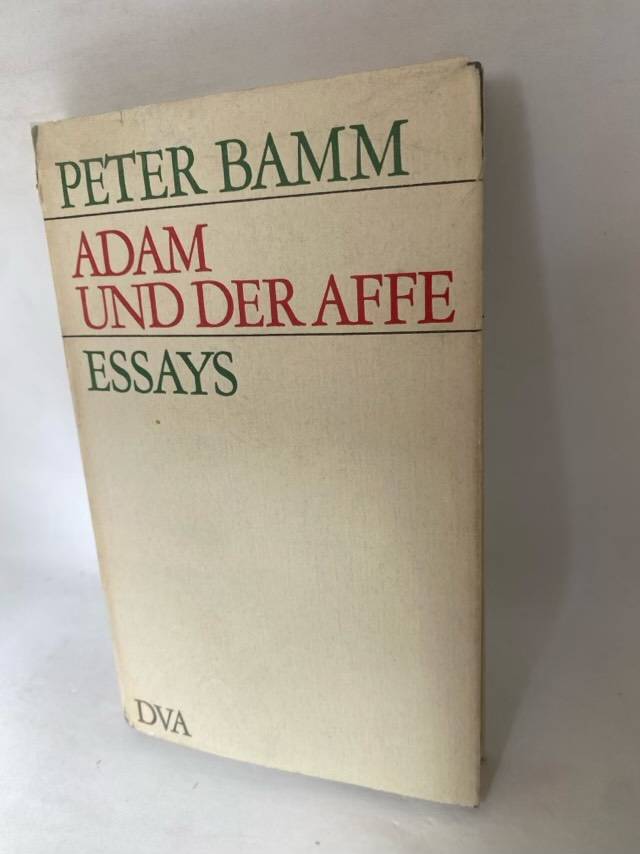 PETER BAMM
ADAM
UND DER AFFE
ESSAYS
DVA